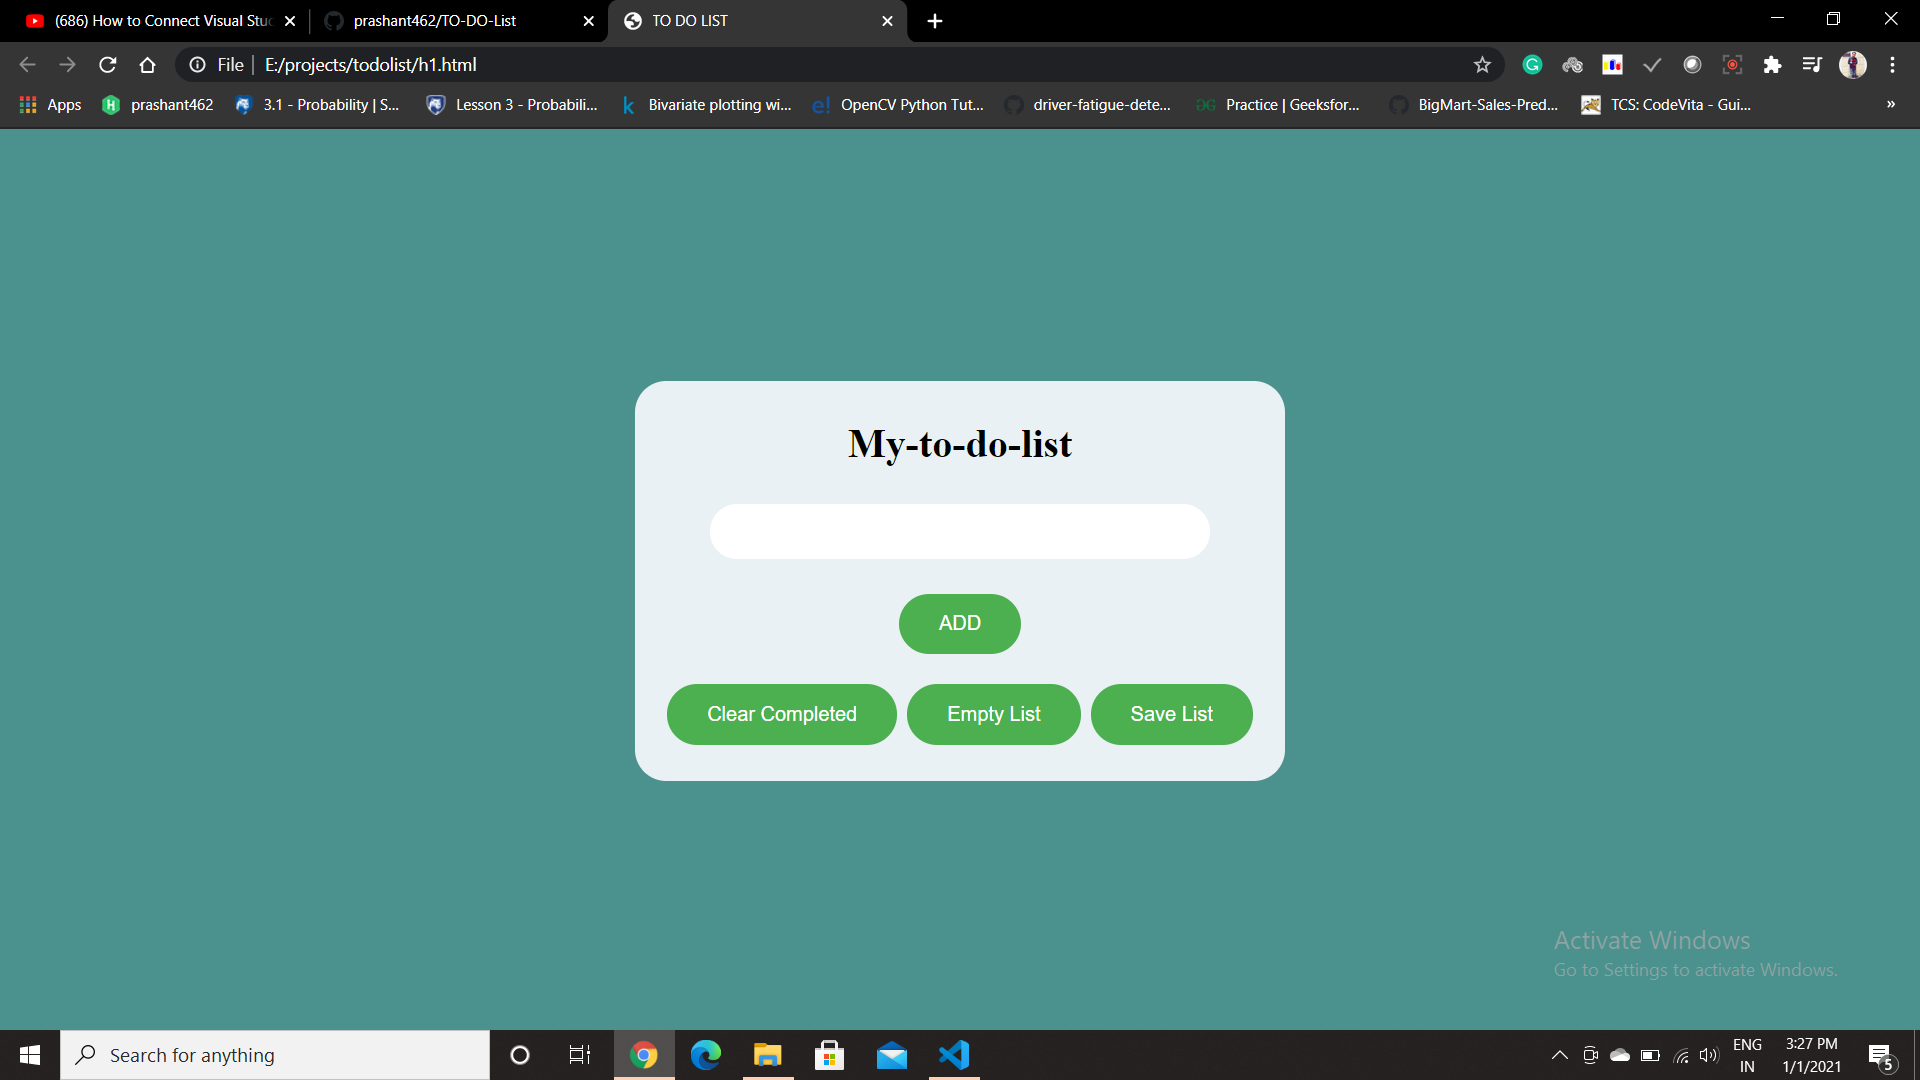 (686) How to Connect Visual Stu
prashant462/TO-DO-List
TO DO LIST
File
E:/projects/todolist/h1.html
Apps
prashant462
3.1 - Probability | S...
Lesson 3 - Probabili...
Bivariate plotting wi...
OpenCV Python Tut...
driver-fatigue-dete...
Practice | Geeksfor...
BigMart-Sales-Pred...
TCS: CodeVita - Gui...
»
My-to-do-list
ADD
Clear Completed
Empty List
Save List
Activate Windows
Go to Settings to activate Windows.
Search for anything
ENG
IN
3:27 PM
1/1/2021
5